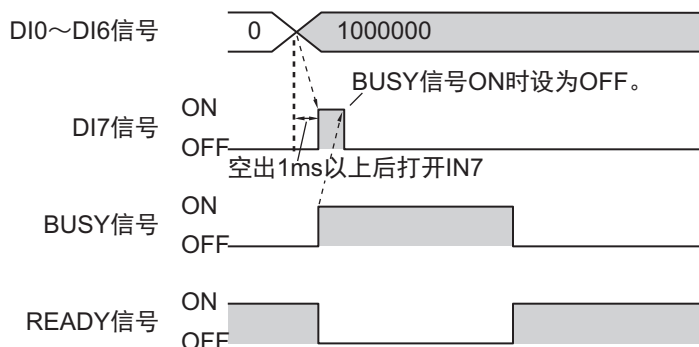 DI0～DI6信号
0
1000000
BUSY信号ON时设为OFF。
DI7信号
ON
OFF
空出1ms以上后打开IN7
BUSY信号
ON
OFF
READY信号
ON
OFF